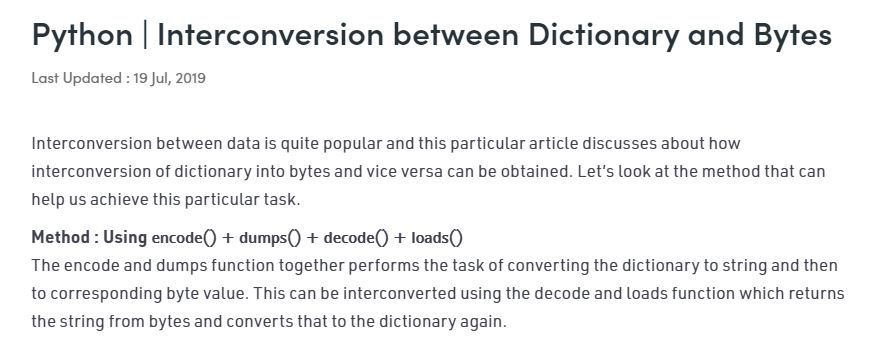 Python | Interconversion between Dictionary and Bytes
Last Updated : 19 Jul, 2019
Interconversion between data is quite popular and this particular article discusses about how
interconversion of dictionary into bytes and vice versa can be obtained. Let's look at the method that can
help us achieve this particular task.
Method : Using encode() + dumps() + decode() + loads()
The encode and dumps function together performs the task of converting the dictionary to string and then
to corresponding byte value. This can be interconverted using the decode and loads function which returns
the string from bytes and converts that to the dictionary again.